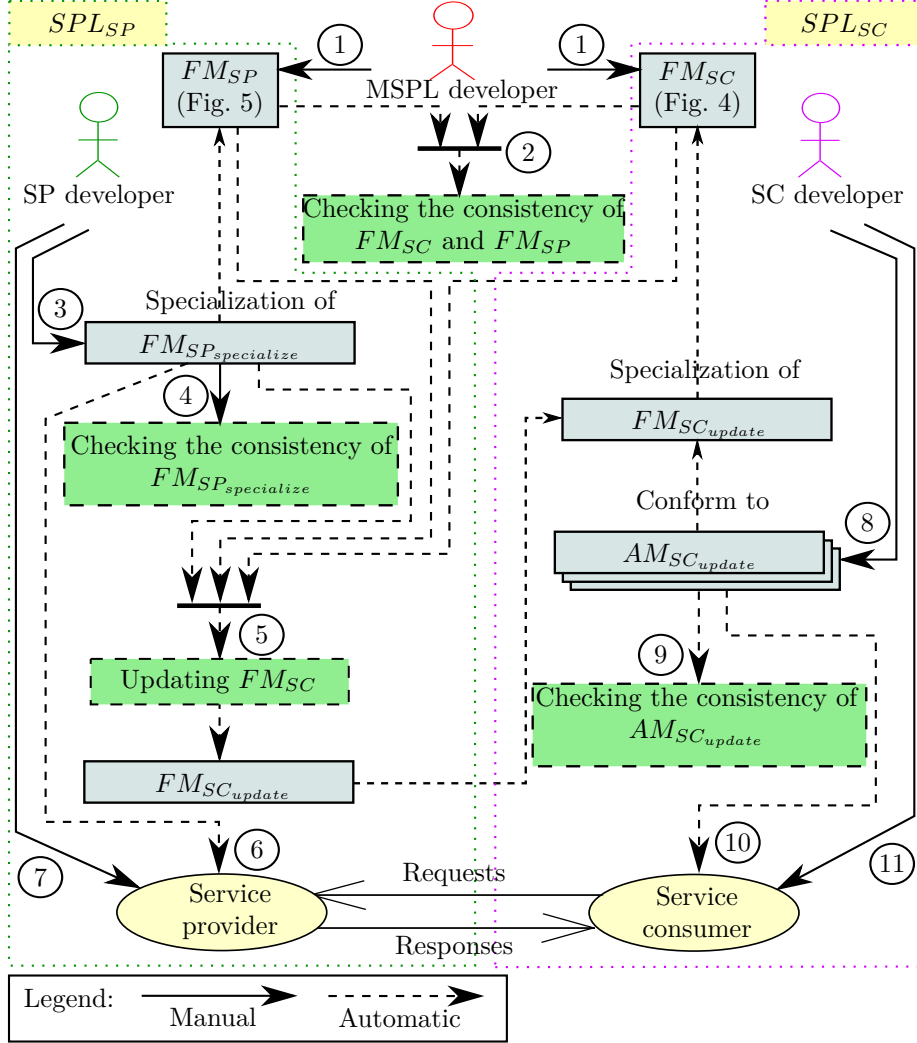 SPL_SP
SPL_SC
1
1
FM_SP
(Fig. 5)
MSPL developer
FM_SC
(Fig. 4)
2
SP developer
SC developer
Checking the consistency of
FM_SC and FM_SP
3
Specialization of
FM_SP_specialize
4
Specialization of
FM_SC_update
Checking the consistency of
FM_SP_specialize
Conform to
8
AM_SC_update
5
9
Updating FM_SC
Checking the consistency of
AM_SC_update
FM_SC_update
6
10
7
11
Requests
Service
provider
Service
consumer
Responses
Legend:
Manual
Automatic